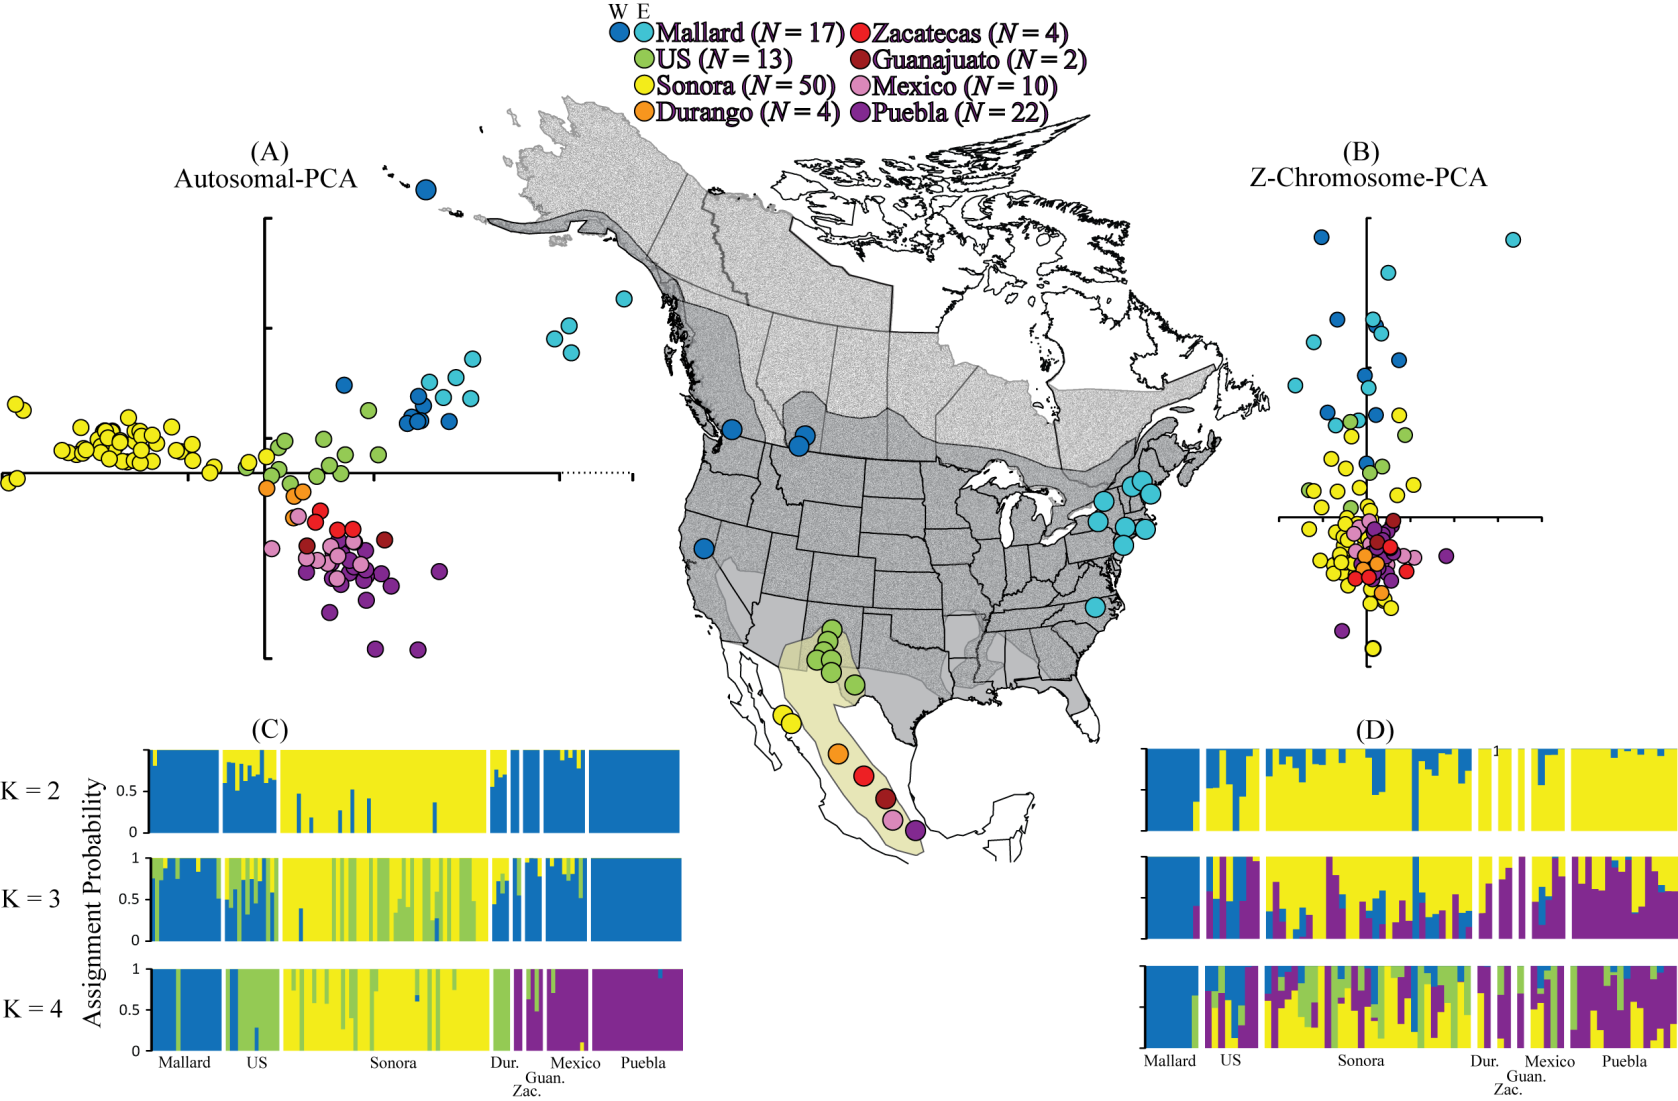 W E
Mallard (N = 17)
US (N = 13)
Sonora (N = 50)
Durango (N = 4)
Zacatecas (N = 4)
Guanajuato (N = 2)
Mexico (N = 10)
Puebla (N = 22)
(A)
Autosomal-PCA
(B)
Z-Chromosome-PCA
(C)
(D)
Assignment Probability
K = 2
0.5
0
K = 3
1
0.5
0
K = 4
1
0.5
0
Mallard US Sonora Dur. Mexico Puebla
Guan.
Zac.
1
Mallard US Sonora Dur. Mexico Puebla
Guan.
Zac.